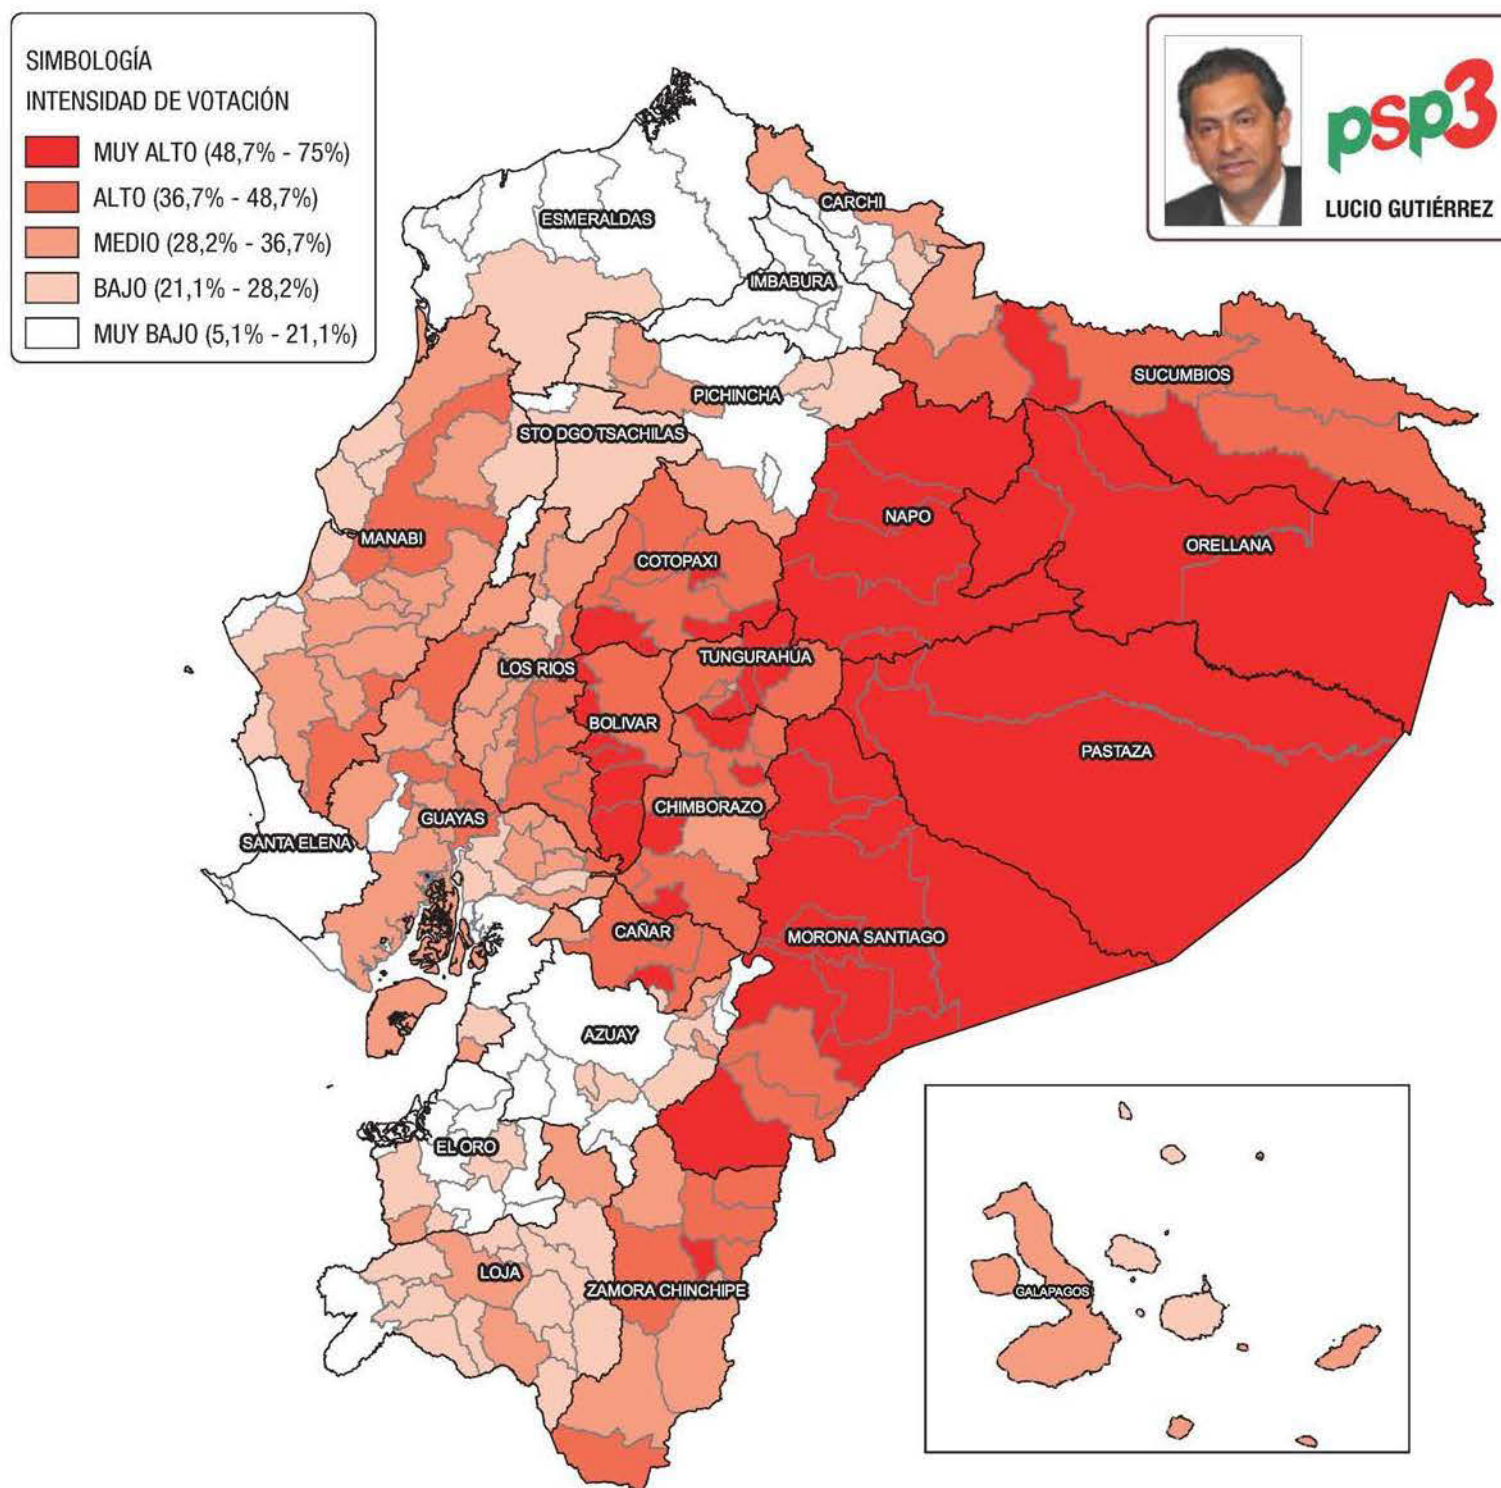 SIMBOLOGÍA
INTENSIDAD DE VOTACIÓN
MUY ALTO (48,7% - 75%)
ALTO (36,7% - 48,7%)
MEDIO (28,2% - 36,7%)
BAJO (21,1% - 28,2%)
MUY BAJO (5,1% - 21,1%)
psp3
LUCIO GUTIÉRREZ
CARCHI
ESMERALDAS
IMBABURA
SUCUMBIOS
PICHINCHA
STO DGO TSACHILAS
NAPO
MANABI
ORELLANA
COTOPAXI
TUNGURAHUA
LOS RIOS
BOLIVAR
PASTAZA
CHIMBORAZO
GUAYAS
SANTA ELENA
CAÑAR
MORONA SANTIAGO
AZUAY
EL ORO
LOJA
ZAMORA CHINCHIPE
GALAPAGOS